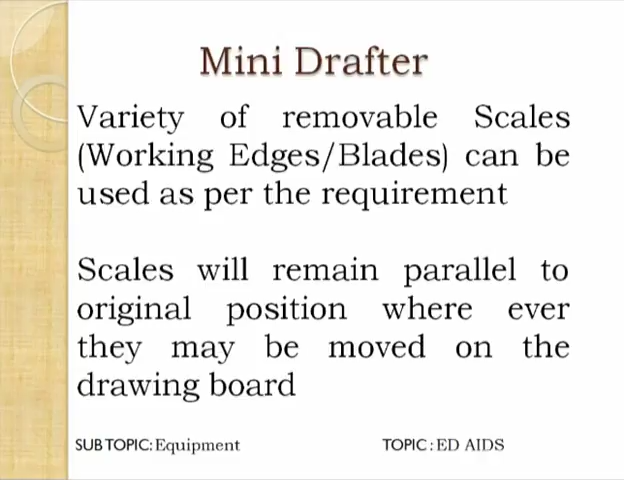 Mini Drafter
Variety of removable Scales
(Working Edges/Blades) can be
used as per the requirement
Scales will remain parallel to
original position where ever
they may be moved on the
drawing board
SUB TOPIC: Equipment TOPIC : ED AIDS